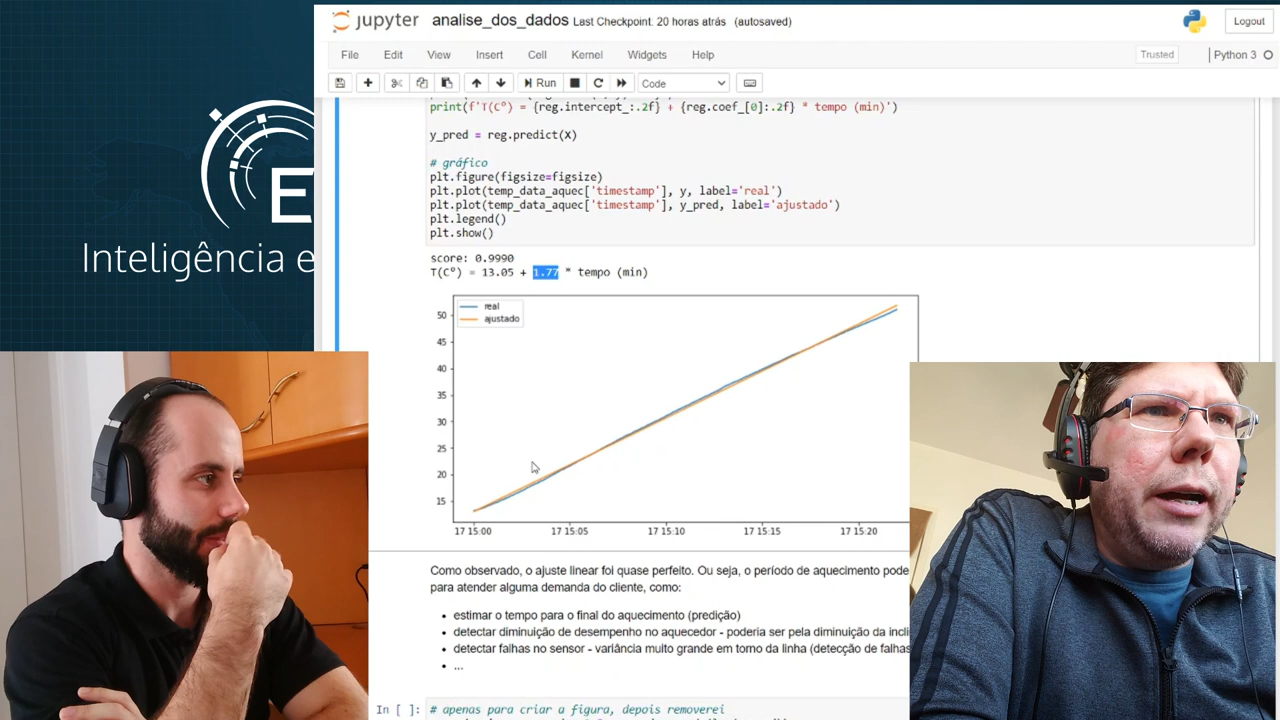 jupyter analise_dos_dados Last Checkpoint: 20 horas atrás (autosaved)
Logout
File Edit View Insert Cell Kernel Widgets Help
Trusted
Python 3
Run
Code
print(f'T(Cº) = {reg.intercept_:.2f} + {reg.coef_[0]:.2f} * tempo (min)')
y_pred = reg.predict(X)
# gráfico
plt.figure(figsize=figsize)
plt.plot(temp_data_aquec['timestamp'], y, label='real')
plt.plot(temp_data_aquec['timestamp'], y_pred, label='ajustado')
plt.legend()
plt.show()
score: 0.9990
T(Cº) = 13.05 + 1.77 * tempo (min)
real
ajustado
50
45
40
35
30
25
20
15
17 15:00 17 15:05 17 15:10 17 15:15 17 15:20
E
Inteligência e
Como observado, o ajuste linear foi quase perfeito. Ou seja, o período de aquecimento pode
para atender alguma demanda do cliente, como:
• estimar o tempo para o final do aquecimento (predição)
• detectar diminuição de desempenho no aquecedor - poderia ser pela diminuição da incli
• detectar falhas no sensor - variância muito grande em torno da linha (detecção de falhas
• ...
In [ ]: # apenas para criar a figura, depois removerei